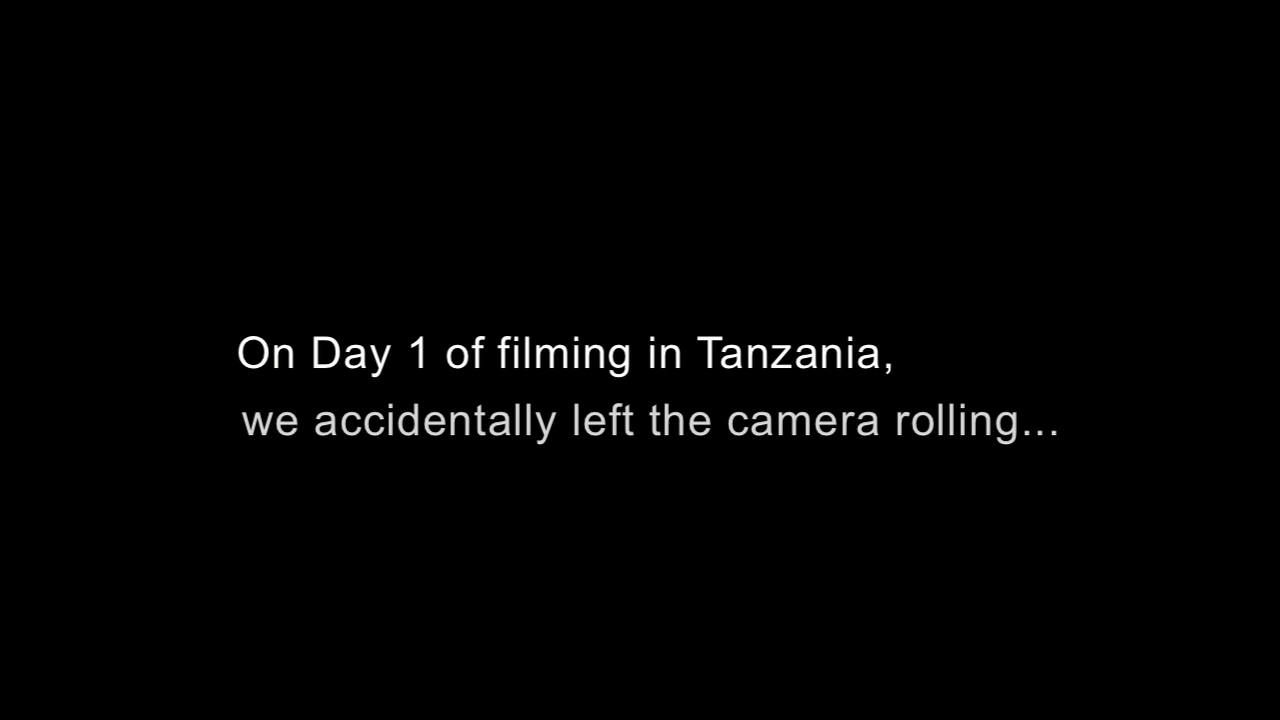 On Day 1 of filming in Tanzania,
we accidentally left the camera rolling...